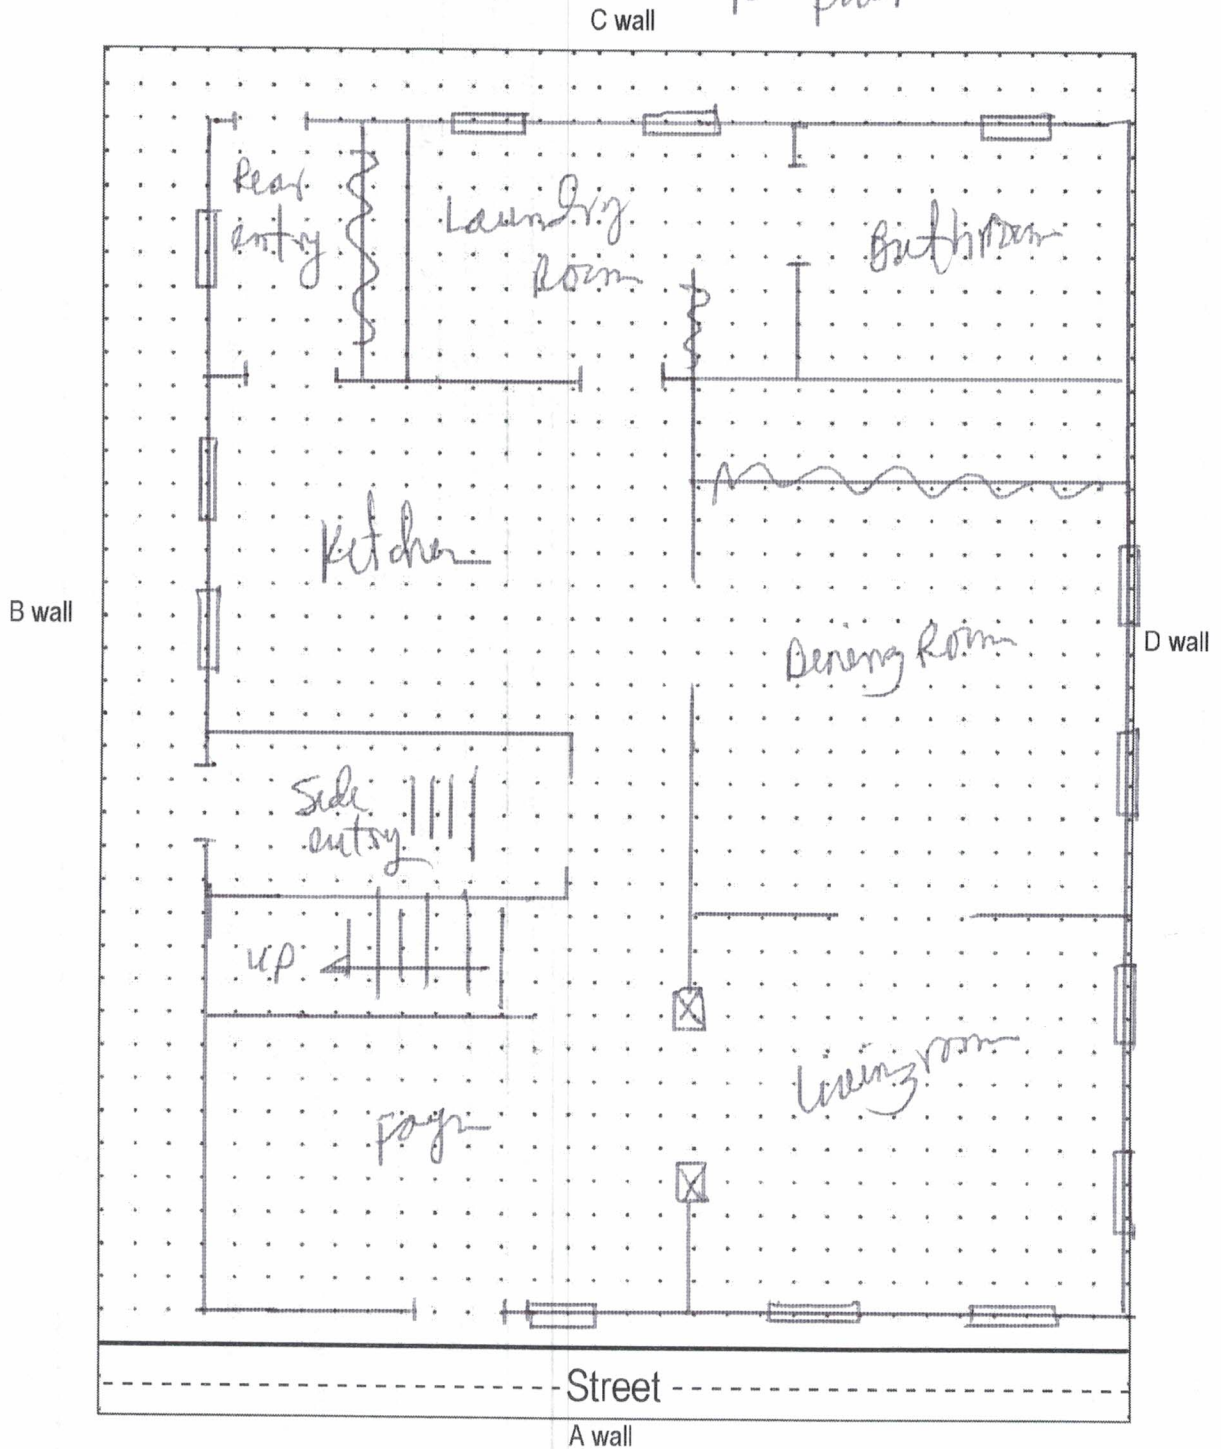 C wall
Rear
entry
Laundry
Room
Bathroom
Kitchen
B wall
Dining Room
D wall
Side
entry
up
Living room
Foyer
Street
A wall